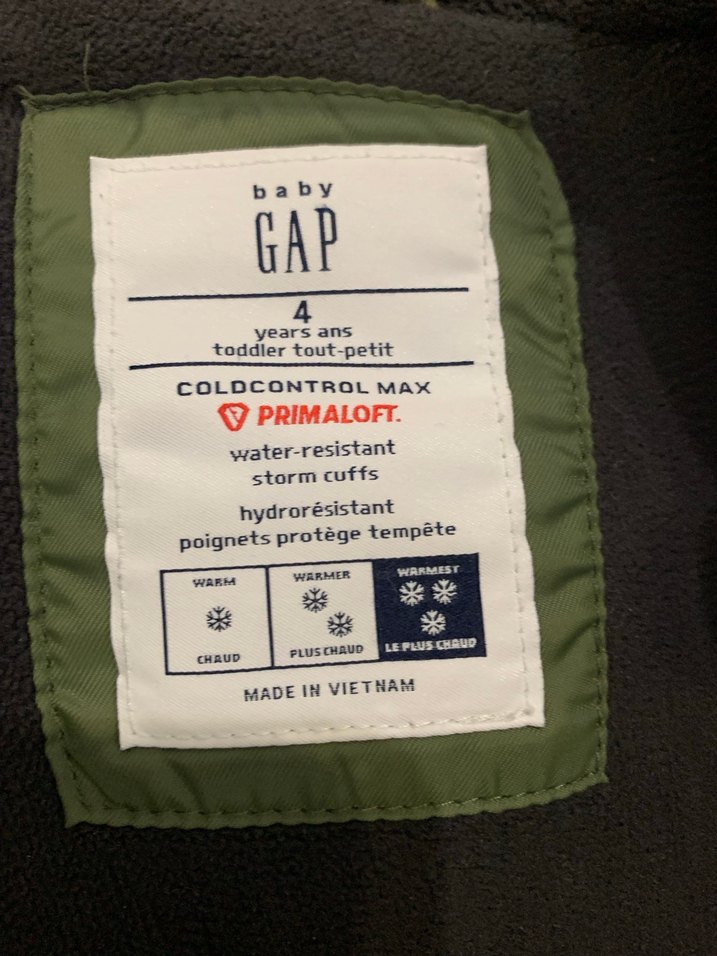 baby
GAP
4
years ans
toddler tout-petit
COLDCONTROL MAX
PRIMALOFT.
water-resistant
storm cuffs
hydrorésistant
poignets protège tempête
WARM
CHAUD
WARMER
PLUS CHAUD
WARMEST
LE PLUS CHAUD
MADE IN VIETNAM